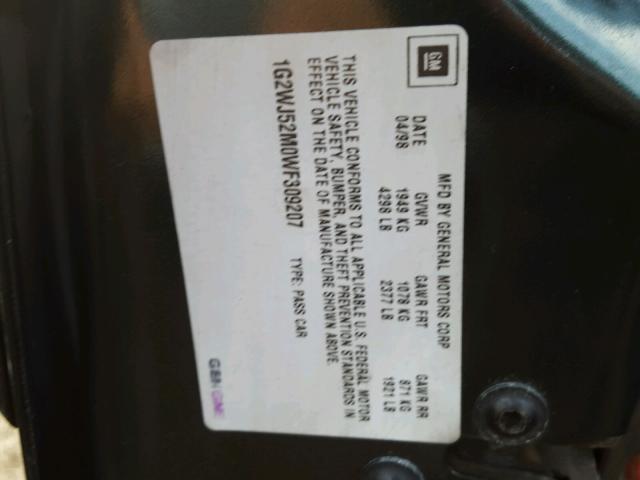 GM
MFD BY GENERAL MOTORS CORP
DATE GVWR GAWR FRT GAWR RR
04/98 1949 KG 1078 KG 871 KG
4298 LB 2377 LB 1921 LB
THIS VEHICLE CONFORMS TO ALL APPLICABLE U.S. FEDERAL MOTOR
VEHICLE SAFETY, BUMPER, AND THEFT PREVENTION STANDARDS IN
EFFECT ON THE DATE OF MANUFACTURE SHOWN ABOVE.
1G2WJ52M0WF309207 TYPE: PASS CAR